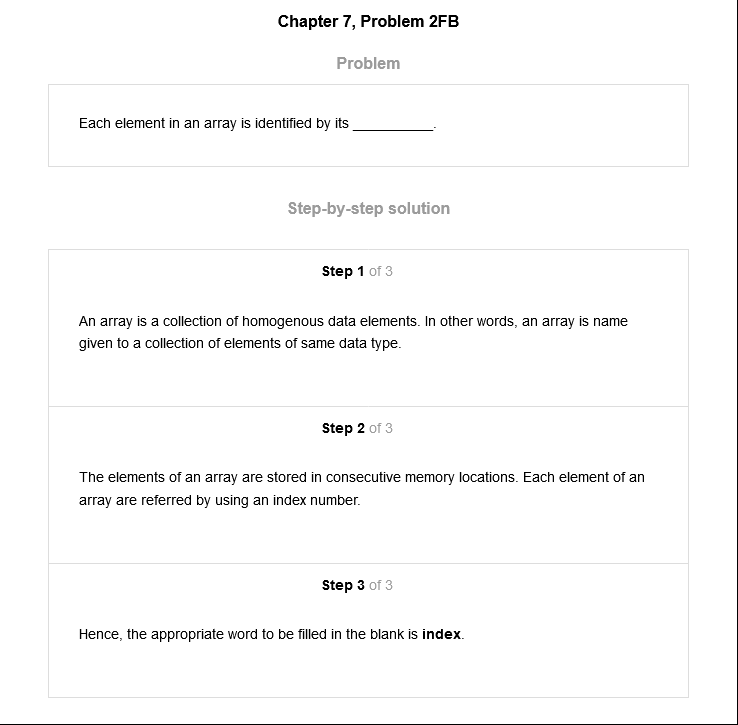 Chapter 7, Problem 2FB
Problem
Each element in an array is identified by its ___________.
Step-by-step solution
Step 1 of 3
An array is a collection of homogenous data elements. In other words, an array is name
given to a collection of elements of same data type.
Step 2 of 3
The elements of an array are stored in consecutive memory locations. Each element of an
array are referred by using an index number.
Step 3 of 3
Hence, the appropriate word to be filled in the blank is index.